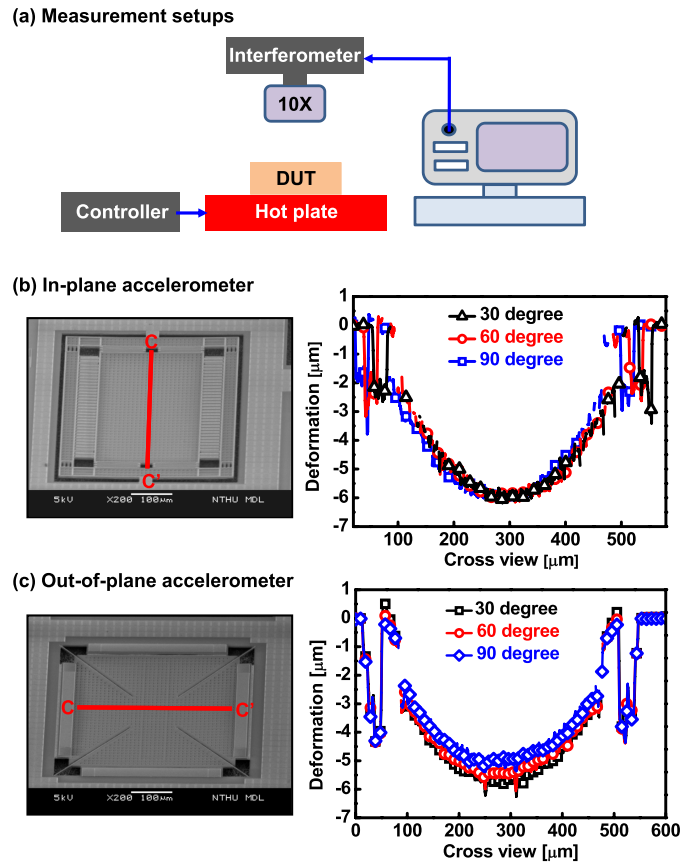 (a) Measurement setups
Interferometer
10X
DUT
Controller
Hot plate
(b) In-plane accelerometer
C
C'
5kV X200 100μm NTHU MDL
1
0
-1
-2
-3
-4
-5
-6
-7
Deformation [μm]
30 degree
60 degree
90 degree
100 200 300 400 500
Cross view [μm]
(c) Out-of-plane accelerometer
C C'
5kV X200 100μm NTHU MDL
1
0
-1
-2
-3
-4
-5
-6
-7
Deformation [μm]
30 degree
60 degree
90 degree
0 100 200 300 400 500 600
Cross view [μm]